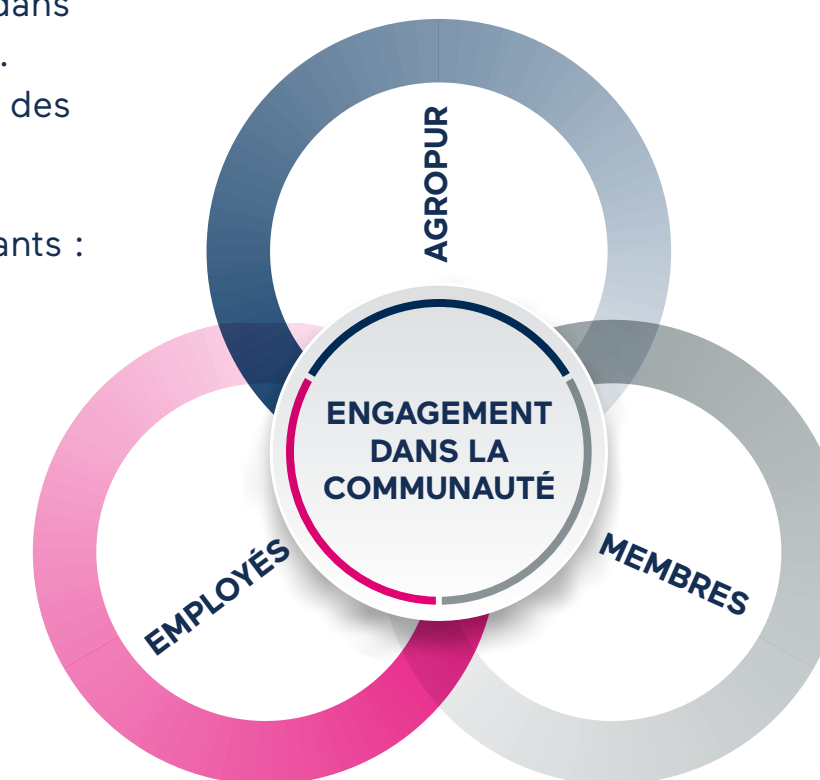 dans
.
des
ants :
AGROPUR
ENGAGEMENT
DANS LA
COMMUNAUTÉ
EMPLOYÉS
MEMBRES